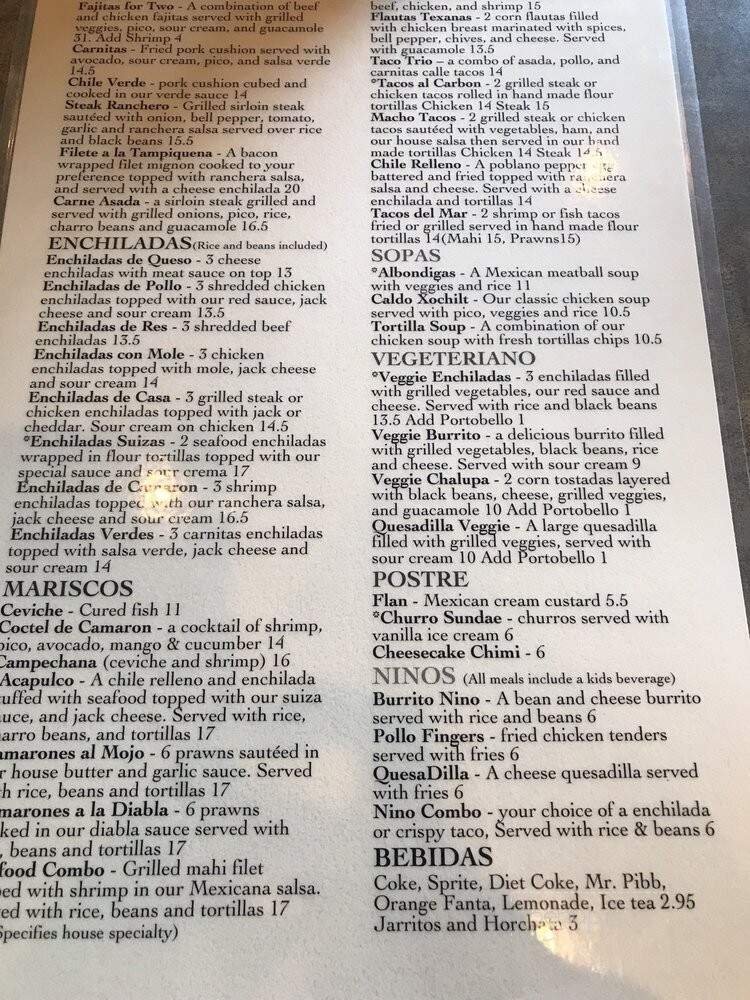 Fajitas for Two - A combination of beef
and chicken fajitas served with grilled
veggies, pico, sour cream, and guacamole
31. Add Shrimp 4
Carnitas - Fried pork cushion served with
avocado, sour cream, pico, and salsa verde
14.5
Chile Verde - pork cushion cubed and
cooked in our verde sauce 14
Steak Ranchero - Grilled sirloin steak
sautéed with onion, bell pepper, tomato,
garlic and ranchera salsa served over rice
and black beans 15.5
Filete a la Tampiquena - A bacon
wrapped filet mignon cooked to your
preference topped with ranchera salsa,
and served with a cheese enchilada 20
Carne Asada - a sirloin steak grilled and
served with grilled onions, pico, rice,
charro beans and guacamole 16.5
ENCHILADAS(Rice and beans included)
Enchiladas de Queso - 3 cheese
enchiladas with meat sauce on top 13
Enchiladas de Pollo - 3 shredded chicken
enchiladas topped with our red sauce, jack
cheese and sour cream 13.5
Enchiladas de Res - 3 shredded beef
enchiladas 13.5
Enchiladas con Mole - 3 chicken
enchiladas topped with mole, jack cheese
and sour cream 14
Enchiladas de Casa - 3 grilled steak or
chicken enchiladas topped with jack or
cheddar. Sour cream on chicken 14.5
*Enchiladas Suizas - 2 seafood enchiladas
wrapped in flour tortillas topped with our
special sauce and sour crema 17
Enchiladas de Camaron - 3 shrimp
enchiladas topped with our ranchera salsa,
jack cheese and sour cream 16.5
Enchiladas Verdes - 3 carnitas enchiladas
topped with salsa verde, jack cheese and
sour cream 14
MARISCOS
Ceviche - Cured fish 11
Coctel de Camaron - a cocktail of shrimp,
pico, avocado, mango & cucumber 14
Campechana (ceviche and shrimp) 16
Acapulco - A chile relleno and enchilada
tuffed with seafood topped with our suiza
uce, and jack cheese. Served with rice,
arro beans, and tortillas 17
amarones al Mojo - 6 prawns sautéed in
r house butter and garlic sauce. Served
h rice, beans and tortillas 17
marones a la Diabla - 6 prawns
ked in our diabla sauce served with
, beans and tortillas 17
food Combo - Grilled mahi filet
ed with shrimp in our Mexicana salsa.
ed with rice, beans and tortillas 17
Specifies house specialty)
beef, chicken, and shrimp 15
Flautas Texanas - 2 corn flautas filled
with chicken breast marinated with spices,
bell pepper, chives, and cheese. Served
with guacamole 13.5
Taco Trio – a combo of asada, pollo, and
carnitas calle tacos 14
*Tacos al Carbon - 2 grilled steak or
chicken tacos rolled in hand made flour
tortillas Chicken 14 Steak 15
Macho Tacos - 2 grilled steak or chicken
tacos sautéed with vegetables, ham, and
our house salsa then served in our hand
made tortillas Chicken 14 Steak 14.5
Chile Relleno - A poblano pepper
battered and fried topped with ranchera
salsa and cheese. Served with a cheese
enchilada and tortillas 14
Tacos del Mar - 2 shrimp or fish tacos
fried or grilled served in hand made flour
tortillas 14(Mahi 15, Prawns15)
SOPAS
*Albondigas - A Mexican meatball soup
with veggies and rice 11
Caldo Xochilt - Our classic chicken soup
served with pico, veggies and rice 10.5
Tortilla Soup - A combination of our
chicken soup with fresh tortillas chips 10.5
VEGETERIANO
*Veggie Enchiladas - 3 enchiladas filled
with grilled vegetables, our red sauce and
cheese. Served with rice and black beans
13.5 Add Portobello 1
Veggie Burrito - a delicious burrito filled
with grilled vegetables, black beans, rice
and cheese. Served with sour cream 9
Veggie Chalupa - 2 corn tostadas layered
with black beans, cheese, grilled veggies,
and guacamole 10 Add Portobello 1
Quesadilla Veggie - A large quesadilla
filled with grilled veggies, served with
sour cream 10 Add Portobello 1
POSTRE
Flan - Mexican cream custard 5.5
*Churro Sundae - churros served with
vanilla ice cream 6
Cheesecake Chimi - 6
NINOS (All meals include a kids beverage)
Burrito Nino - A bean and cheese burrito
served with rice and beans 6
Pollo Fingers - fried chicken tenders
served with fries 6
QuesaDilla - A cheese quesadilla served
with fries 6
Nino Combo - your choice of a enchilada
or crispy taco, Served with rice & beans 6
BEBIDAS
Coke, Sprite, Diet Coke, Mr. Pibb,
Orange Fanta, Lemonade, Ice tea 2.95
Jarritos and Horchata 3